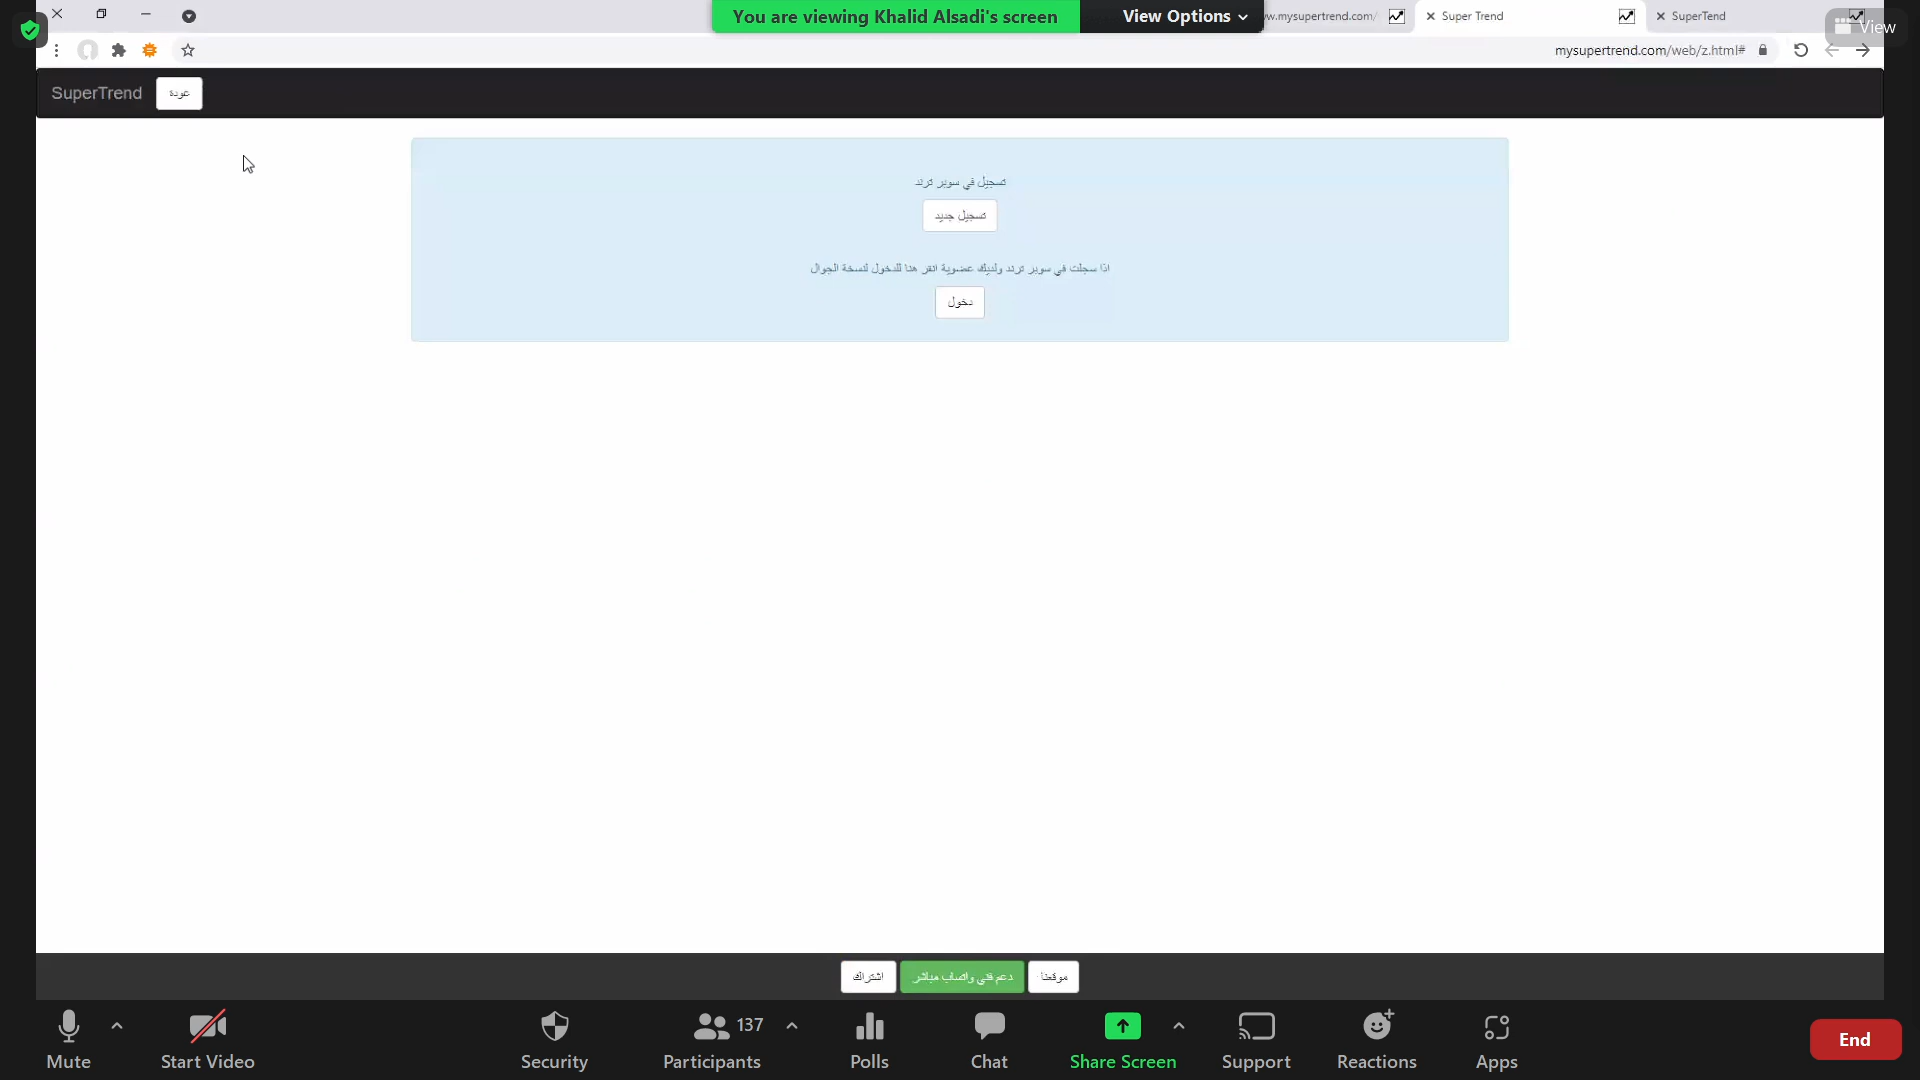 You are viewing Khalid Alsadi's screen
View Options
w.mysupertrend.com/
Super Trend
SuperTend
View
mysupertrend.com/web/z.html#
SuperTrend
عودة
تسجيل في سوبر ترند
تسجيل جديد
اذا سجلت في سوبر ترند ولديك عضوية انقر هنا للدخول لنسخة الجوال
دخول
موقعنا
دعم فني واتساب مباشر
اشتراك
137
Mute
Start Video
Security
Participants
Polls
Chat
Share Screen
Support
Reactions
Apps
End